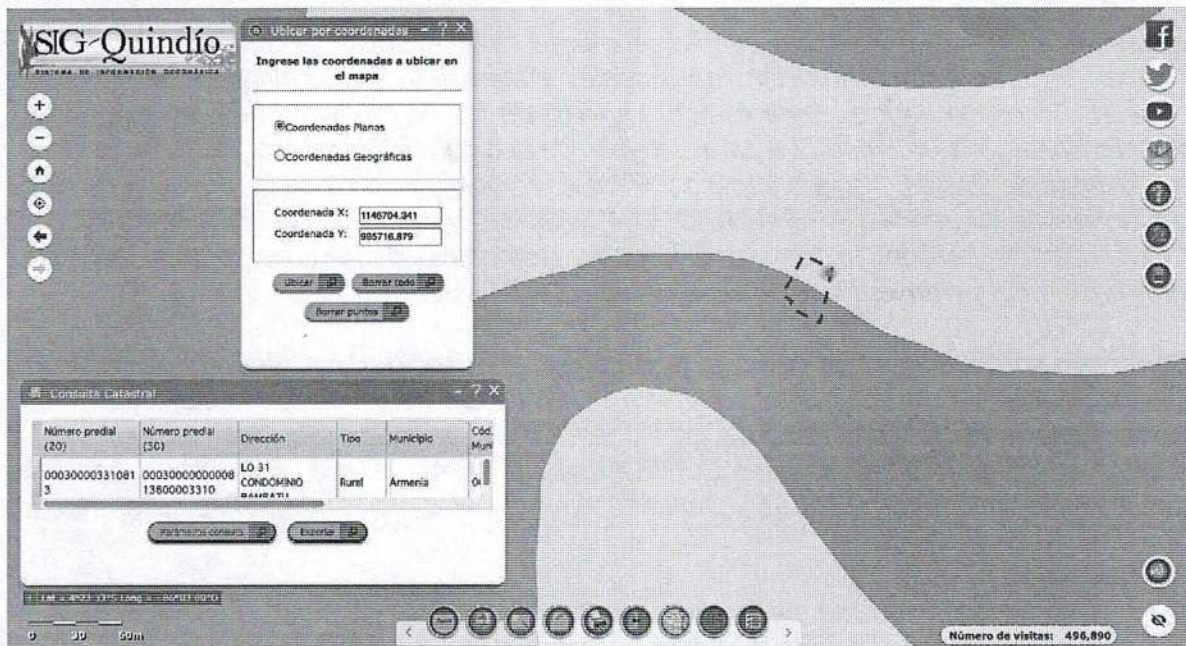 SIG-Quindío
SISTEMA DE INFORMACIÓN GEOGRÁFICA
Ubicar por coordenadas - ? X
Ingrese las coordenadas a ubicar en
el mapa
Coordenadas Planas
Coordenadas Geográficas
Coordenada X: 1146704.341
Coordenada Y: 985716.879
Ubicar
Borrar todo
Borrar puntos
Consulta Catastral - ? X
Número predial
(20)
Número predial
(30)
Dirección
Tipo
Municipio
Cód.
Muni
00030000331081
3
00030000000008
13800003310
LO 31
CONDOMINIO
Rural
Armenia
Parámetros consulta
Exportar
0 30 60m
Número de visitas: 496,890